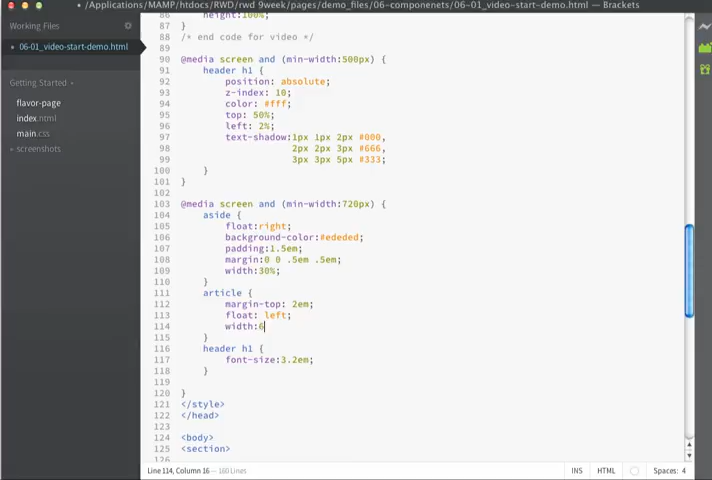 /Applications/MAMP/htdocs/RWD/rwd 9week/pages/demo_files/06-componenets/06-01_video-start-demo.html — Brackets
Working Files
06-01_video-start-demo.html
Getting Started
flavor-page
index.html
main.css
screenshots
86 height:100%;
87 }
88 /* end code for video */
89
90 @media screen and (min-width:500px) {
91 header h1 {
92 position: absolute;
93 z-index: 10;
94 color: #fff;
95 top: 50%;
96 left: 2%;
97 text-shadow:1px 1px 2px #000,
98 2px 2px 3px #666,
99 3px 3px 5px #333;
100 }
101 }
102
103 @media screen and (min-width:720px) {
104 aside {
105 float:right;
106 background-color:#ededed;
107 padding:1.5em;
108 margin:0 0 .5em .5em;
109 width:30%;
110 }
111 article {
112 margin-top: 2em;
113 float: left;
114 width:6
115 }
116 header h1 {
117 font-size:3.2em;
118 }
119
120 }
121 </style>
122 </head>
123
124 <body>
125 <section>
126
Line 114, Column 16 — 160 Lines
INS
HTML
Spaces: 4